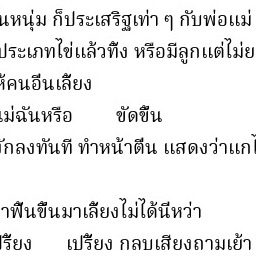 นหนุ่ม ก็ประเสริฐเท่า ๆ กับพ่อแม่
ประเภทไข่แล้วทิ้ง หรือมีลูกแต่ไม่ย
ห้คนอื่นเลี้ยง
แม่ฉันหรือ ขัดขืน
จักลงทันที ทำหน้าตื่น แสดงว่าแกไ
าฟื้นขึ้นมาเลี้ยงไม่ได้นี่หว่า
ปรี้ยง เปรี้ยง กลบเสียงถามเย้า